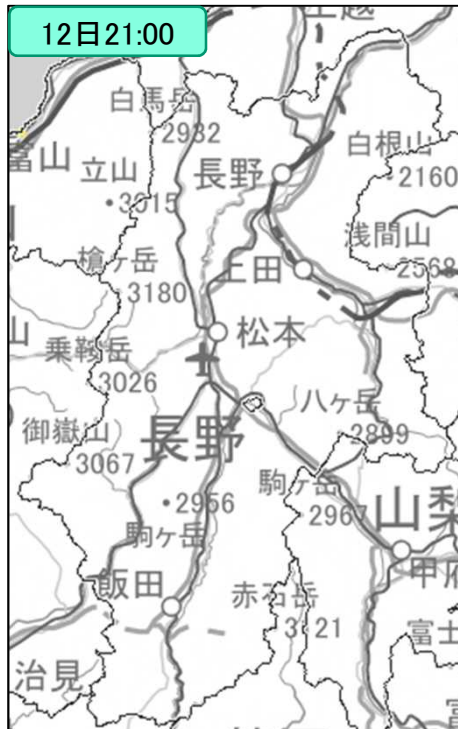 12日21:00
上越
白馬岳
2932
富山
立山
3015
長野
白根山
2160
浅間山
2568
槍ヶ岳
3180
上田
山
松本
乗鞍岳
3026
八ヶ岳
2899
長野
御嶽山
3067
駒ヶ岳
2967
2956
駒ヶ岳
山梨
甲府
飯田
赤石岳
3121
富士
治見